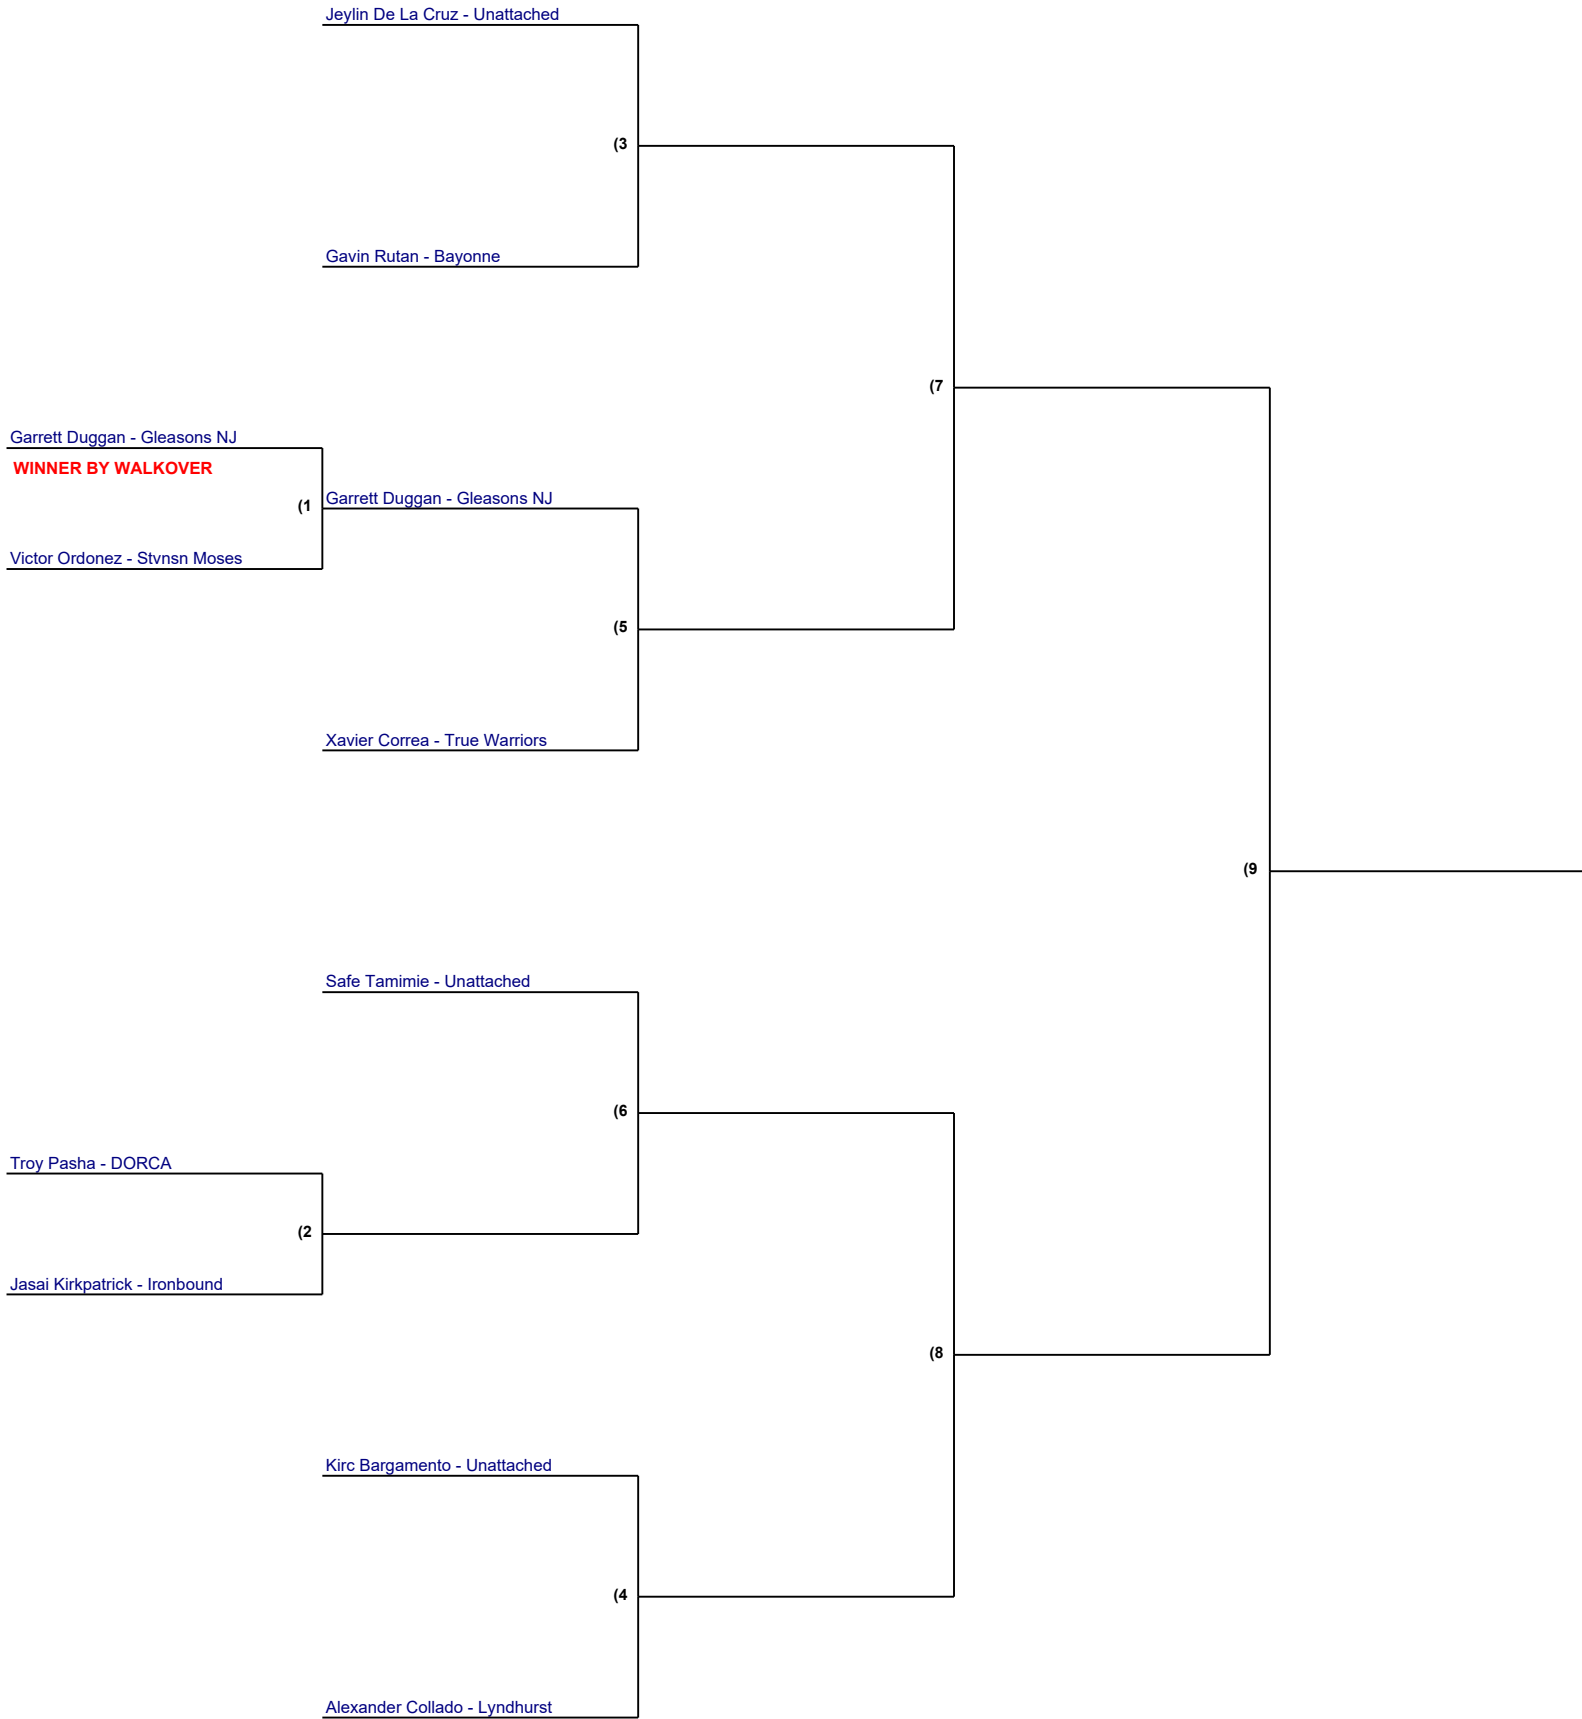 Jeylin De La Cruz - Unattached
(3
Gavin Rutan - Bayonne
(7
Garrett Duggan - Gleasons NJ
WINNER BY WALKOVER
Garrett Duggan - Gleasons NJ
(1
Victor Ordonez - Stvnsn Moses
(5
Xavier Correa - True Warriors
(9
Safe Tamimie - Unattached
(6
Troy Pasha - DORCA
(2
Jasai Kirkpatrick - Ironbound
(8
Kirc Bargamento - Unattached
(4
Alexander Collado - Lyndhurst